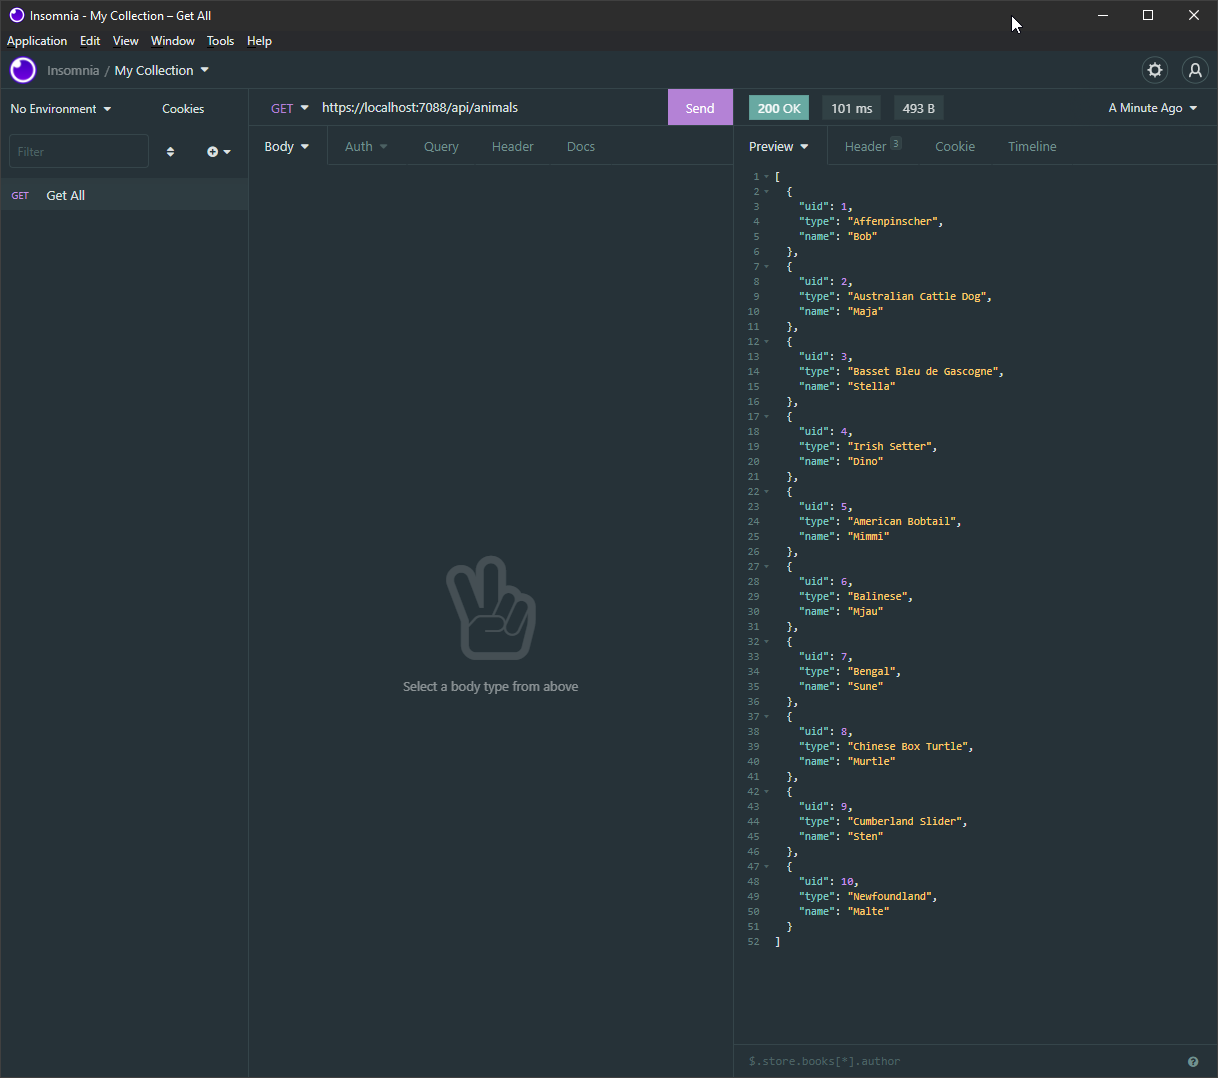 Insomnia - My Collection – Get All
Application Edit View Window Tools Help
Insomnia / My Collection
No Environment Cookies
GET https://localhost:7088/api/animals Send
200 OK 101 ms 493 B A Minute Ago
Filter
Body Auth Query Header Docs
Preview Header 3 Cookie Timeline
GET Get All
Select a body type from above
1 [
2 {
3 "uid": 1,
4 "type": "Affenpinscher",
5 "name": "Bob"
6 },
7 {
8 "uid": 2,
9 "type": "Australian Cattle Dog",
10 "name": "Maja"
11 },
12 {
13 "uid": 3,
14 "type": "Basset Bleu de Gascogne",
15 "name": "Stella"
16 },
17 {
18 "uid": 4,
19 "type": "Irish Setter",
20 "name": "Dino"
21 },
22 {
23 "uid": 5,
24 "type": "American Bobtail",
25 "name": "Mimmi"
26 },
27 {
28 "uid": 6,
29 "type": "Balinese",
30 "name": "Mjau"
31 },
32 {
33 "uid": 7,
34 "type": "Bengal",
35 "name": "Sune"
36 },
37 {
38 "uid": 8,
39 "type": "Chinese Box Turtle",
40 "name": "Murtle"
41 },
42 {
43 "uid": 9,
44 "type": "Cumberland Slider",
45 "name": "Sten"
46 },
47 {
48 "uid": 10,
49 "type": "Newfoundland",
50 "name": "Malte"
51 }
52 ]
$.store.books[*].author